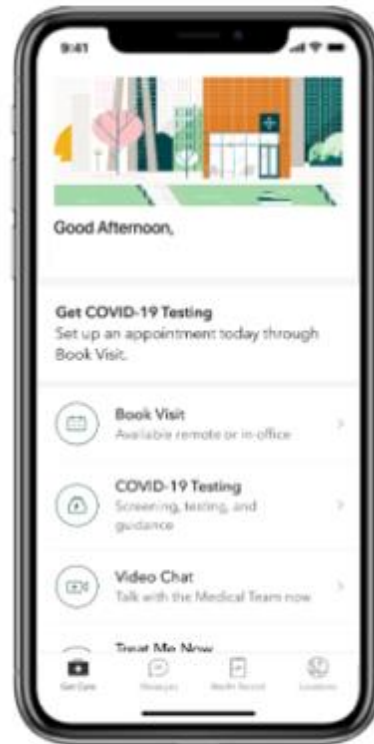 9:41
Good Afternoon,
Get COVID-19 Testing
Set up an appointment today through
Book Visit.
Book Visit
Available remote or in-office
COVID-19 Testing
Screening, testing, and
guidance
Video Chat
Talk with the Medical Team now
Treat Me Now
Get Care
Messages
Health Record
Locations